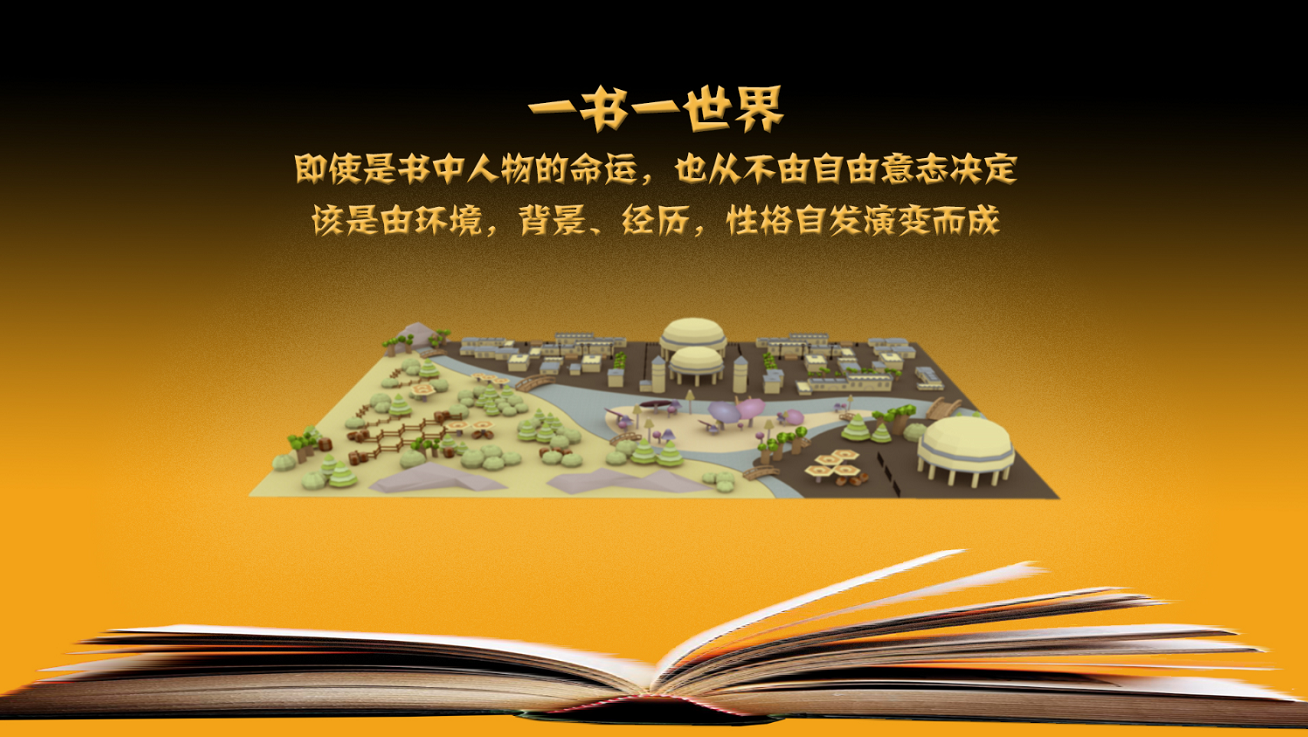 一书一世界
即使是书中人物的命运，也从不由自由意志决定
该是由环境，背景、经历，性格自发演变而成